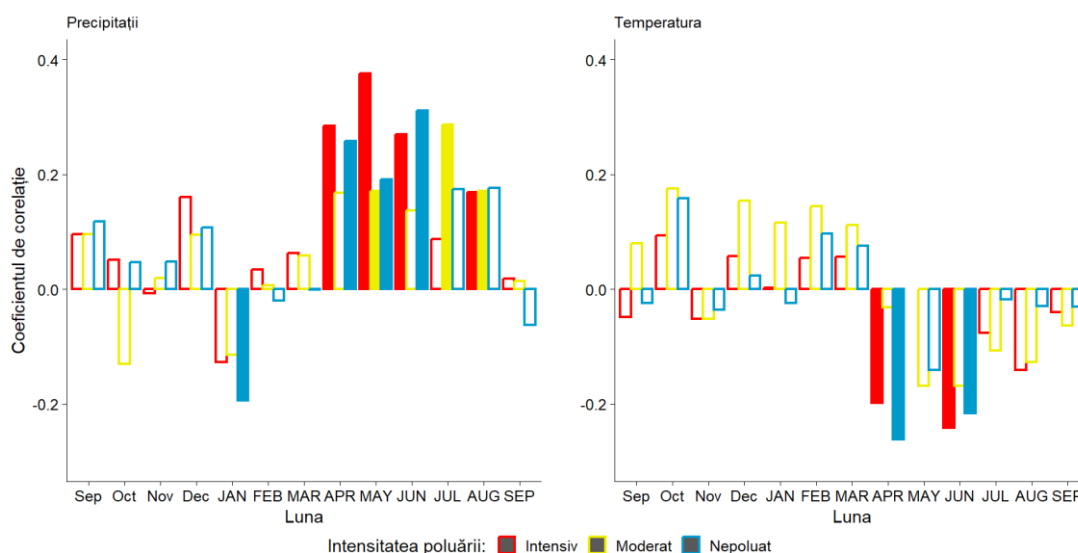 Precipitații
Temperatura
Coeficientul de corelație
0.4
0.2
0.0
-0.2
Sep Oct Nov Dec JAN FEB MAR APR MAY JUN JUL AUG SEP
Luna
0.4
0.2
0.0
-0.2
Sep Oct Nov Dec JAN FEB MAR APR MAY JUN JUL AUG SEP
Luna
Intensitatea poluării: Intensiv Moderat Nepoluat